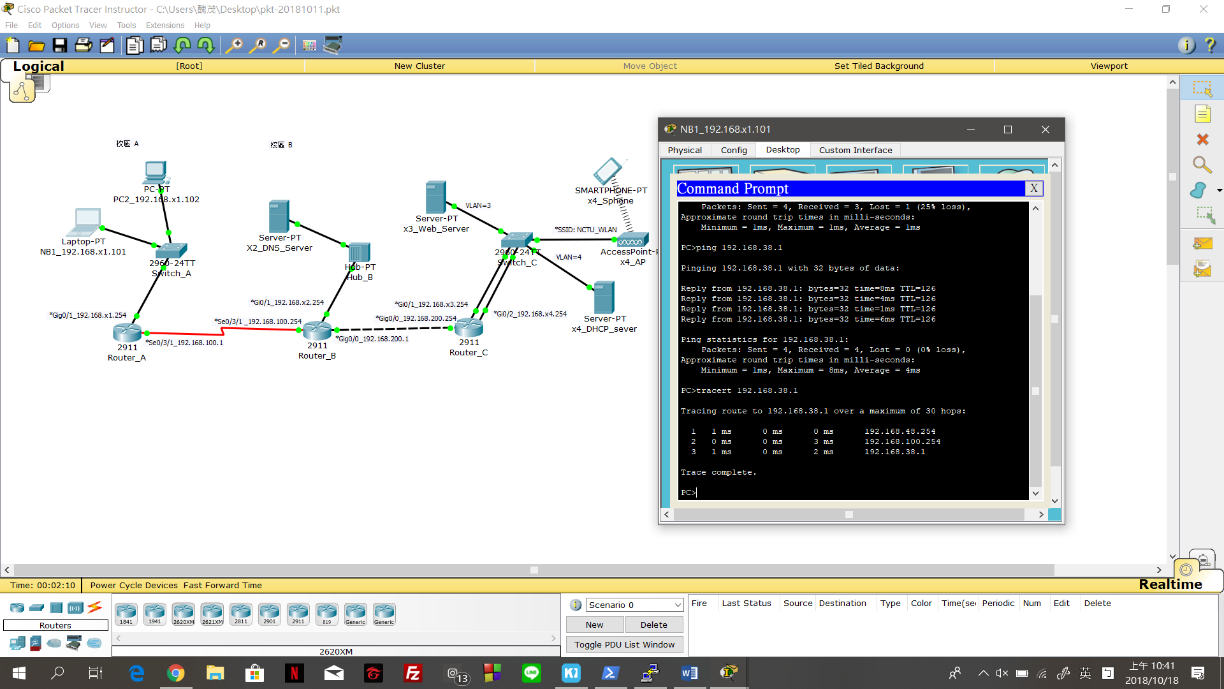 Cisco Packet Tracer Instructor - C:\Users\魏茂\Desktop\pkt-20181011.pkt
File Edit Options View Tools Extensions Help
Logical [Root] New Cluster Move Object Set Tiled Background Viewport
校區 A
校區 B
PC-PT
PC2_192.168.x1.102
Laptop-PT
NB1_192.168.x1.101
2960-24TT
Switch_A
*Gig0/1_192.168.x1.254
2911
Router_A
*Se0/3/1_192.168.100.1
*Se0/3/1_192.168.100.254
Server-PT
X2_DNS_Server
Hub-PT
Hub_B
*Gi0/1_192.168.x2.254
2911
Router_B
*Gig0/0_192.168.200.1
*Gi0/1_192.168.x3.254
*Gig0/0_192.168.200.254
*Gi0/2_192.168.x4.254
2911
Router_C
Server-PT
x3_Web_Server
VLAN=3
2960-24TT
Switch_C
*SSID: NCTU_WLAN
VLAN=4
SMARTPHONE-PT
x4_Sphone
AccessPoint-P
x4_AP
Server-PT
x4_DHCP_sever
NB1_192.168.x1.101
Physical Config Desktop Custom Interface
Command Prompt X
Packets: Sent = 4, Received = 3, Lost = 1 (25% loss),
Approximate round trip times in milli-seconds:
Minimum = 1ms, Maximum = 1ms, Average = 1ms
PC>ping 192.168.38.1
Pinging 192.168.38.1 with 32 bytes of data:
Reply from 192.168.38.1: bytes=32 time=8ms TTL=126
Reply from 192.168.38.1: bytes=32 time=4ms TTL=126
Reply from 192.168.38.1: bytes=32 time=1ms TTL=126
Reply from 192.168.38.1: bytes=32 time=6ms TTL=126
Ping statistics for 192.168.38.1:
Packets: Sent = 4, Received = 4, Lost = 0 (0% loss),
Approximate round trip times in milli-seconds:
Minimum = 1ms, Maximum = 8ms, Average = 4ms
PC>tracert 192.168.38.1
Tracing route to 192.168.38.1 over a maximum of 30 hops:
1 1 ms 0 ms 0 ms 192.168.48.254
2 0 ms 0 ms 3 ms 192.168.100.254
3 1 ms 0 ms 2 ms 192.168.38.1
Trace complete.
PC>
Time: 00:02:10 Power Cycle Devices Fast Forward Time
Realtime
Routers
1841 1941 2620XM 2621XM 2811 2901 2911 819 Generic Generic
2620XM
Scenario 0
New Delete
Toggle PDU List Window
Fire Last Status Source Destination Type Color Time(sec Periodic Num Edit Delete
13
英
上午 10:41
2018/10/18